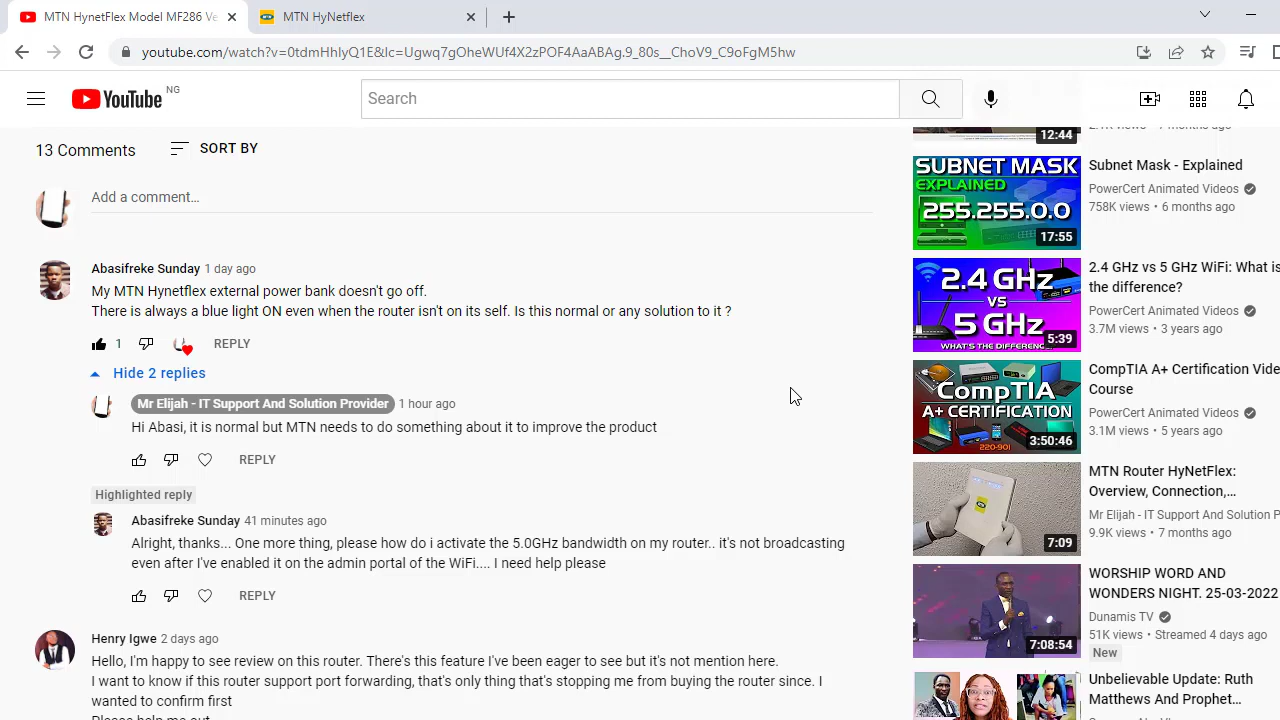 MTN HynetFlex Model MF286 Ve
MTN HyNetflex
youtube.com/watch?v=0tdmHhIyQ1E&lc=Ugwq7gOheWUf4X2zPOF4AaABAg.9_80s__ChoV9_C9oFgM5hw
YouTube NG
Search
13 Comments
SORT BY
Add a comment...
Abasifreke Sunday 1 day ago
My MTN Hynetflex external power bank doesn't go off.
There is always a blue light ON even when the router isn't on its self. Is this normal or any solution to it ?
1 REPLY
Hide 2 replies
Mr Elijah - IT Support And Solution Provider 1 hour ago
Hi Abasi, it is normal but MTN needs to do something about it to improve the product
REPLY
Highlighted reply
Abasifreke Sunday 41 minutes ago
Alright, thanks... One more thing, please how do i activate the 5.0GHz bandwidth on my router.. it's not broadcasting
even after I've enabled it on the admin portal of the WiFi.... I need help please
REPLY
Henry Igwe 2 days ago
Hello, I'm happy to see review on this router. There's this feature I've been eager to see but it's not mention here.
I want to know if this router support port forwarding, that's only thing that's stopping me from buying the router since. I
wanted to confirm first
Please help me out
12:44
2.1K views • 7 months ago
SUBNET MASK
EXPLAINED
255.255.0.0
17:55
Subnet Mask - Explained
PowerCert Animated Videos
758K views • 6 months ago
2.4 GHz
VS
5 GHz
WHAT'S THE DIFFERENC
5:39
2.4 GHz vs 5 GHz WiFi: What is
the difference?
PowerCert Animated Videos
3.7M views • 3 years ago
CompTIA
A+ CERTIFICATION
220-901
3:50:46
CompTIA A+ Certification Vide
Course
PowerCert Animated Videos
3.1M views • 5 years ago
7:09
MTN Router HyNetFlex:
Overview, Connection,...
Mr Elijah - IT Support And Solution P
9.9K views • 7 months ago
7:08:54
WORSHIP WORD AND
WONDERS NIGHT. 25-03-2022
Dunamis TV
51K views • Streamed 4 days ago
New
Unbelievable Update: Ruth
Matthews And Prophet...